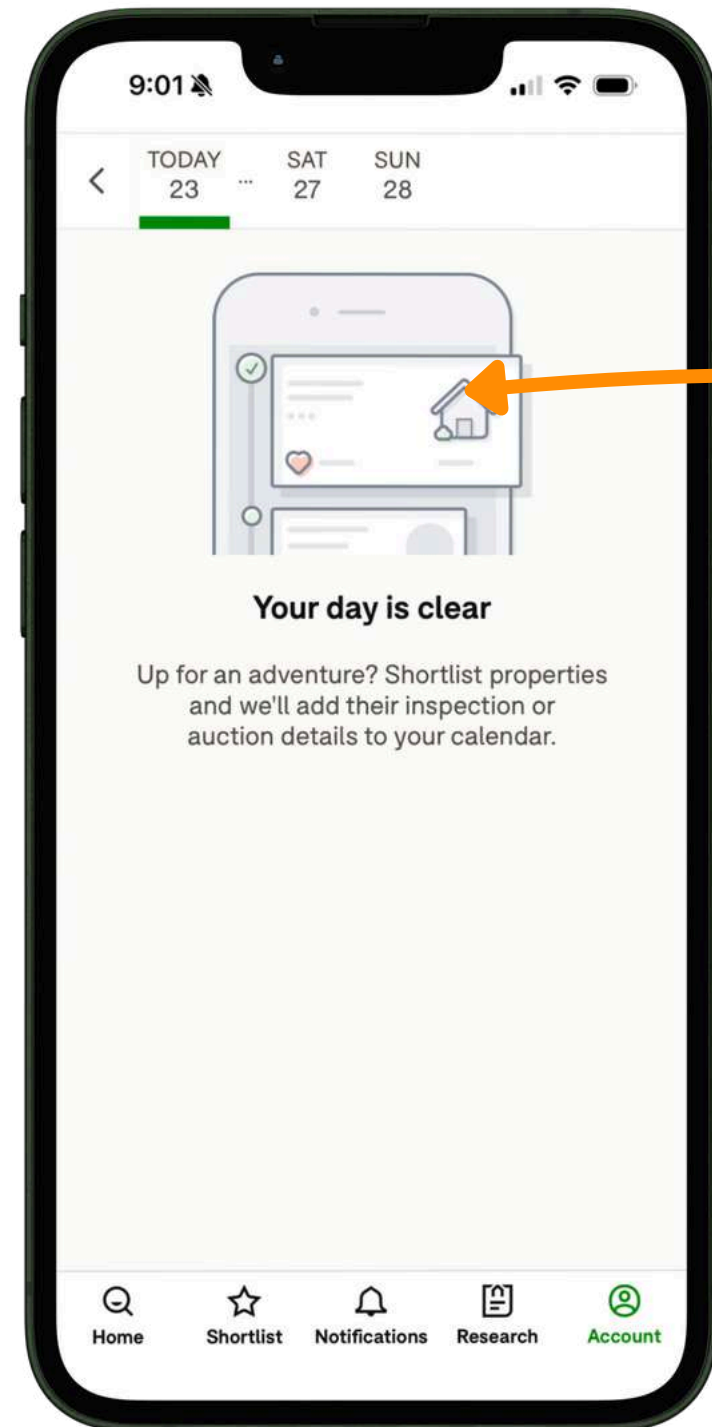 9:01
TODAY SAT SUN
23 ... 27 28
Your day is clear
Up for an adventure? Shortlist properties
and we'll add their inspection or
auction details to your calendar.
Home Shortlist Notifications Research Account